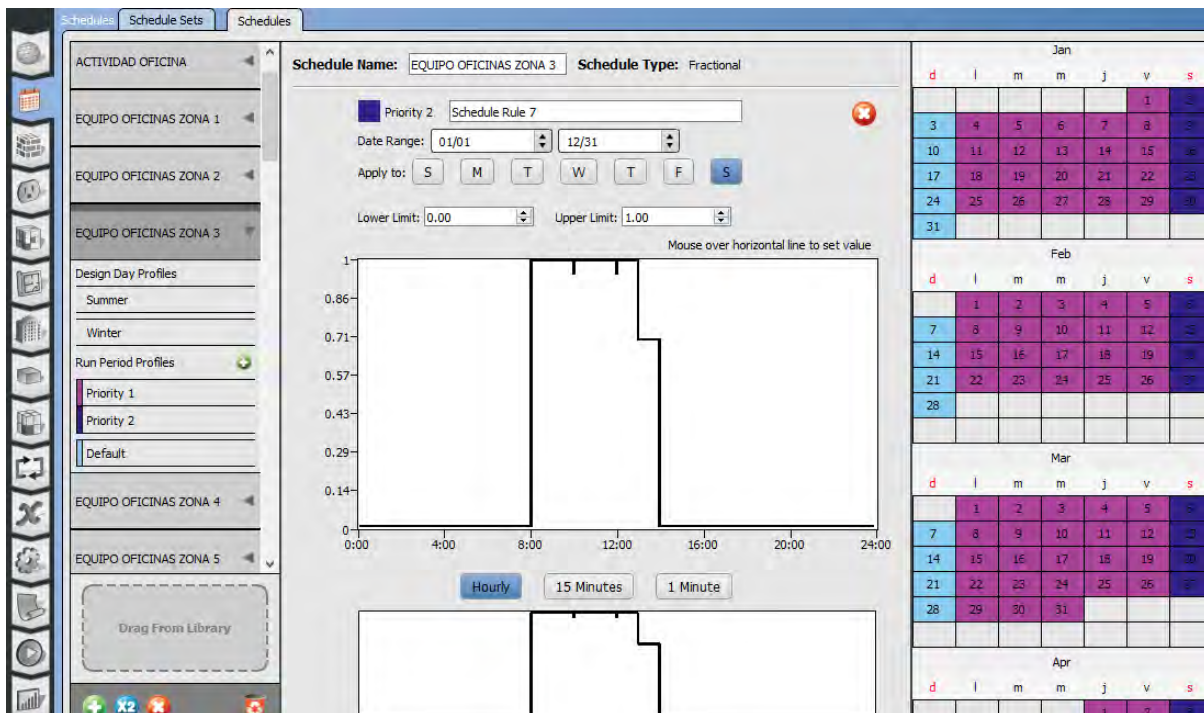 Schedules Schedule Sets Schedules
ACTIVIDAD OFICINA
EQUIPO OFICINAS ZONA 1
EQUIPO OFICINAS ZONA 2
EQUIPO OFICINAS ZONA 3
Design Day Profiles
Summer
Winter
Run Period Profiles
Priority 1
Priority 2
Default
EQUIPO OFICINAS ZONA 4
EQUIPO OFICINAS ZONA 5
Drag From Library
X2
Schedule Name: EQUIPO OFICINAS ZONA 3 Schedule Type: Fractional
Priority 2 Schedule Rule 7
Date Range: 01/01 12/31
Apply to: S M T W T F S
Lower Limit: 0.00 Upper Limit: 1.00
Mouse over horizontal line to set value
1
0.86
0.71
0.57
0.43
0.29
0.14
0
0:00 4:00 8:00 12:00 16:00 20:00 24:00
Hourly 15 Minutes 1 Minute
Jan
d l m m j v s
1
3 4 5 6 7 8
10 11 12 13 14 15
17 18 19 20 21 22
24 25 26 27 28 29
31
Feb
d l m m j v s
1 2 3 4 5
7 8 9 10 11 12
14 15 16 17 18 19
21 22 23 24 25 26
28
Mar
d l m m j v s
1 2 3 4 5
7 8 9 10 11 12
14 15 16 17 18 19
21 22 23 24 25 26
28 29 30 31
Apr
d l m m j v s
1